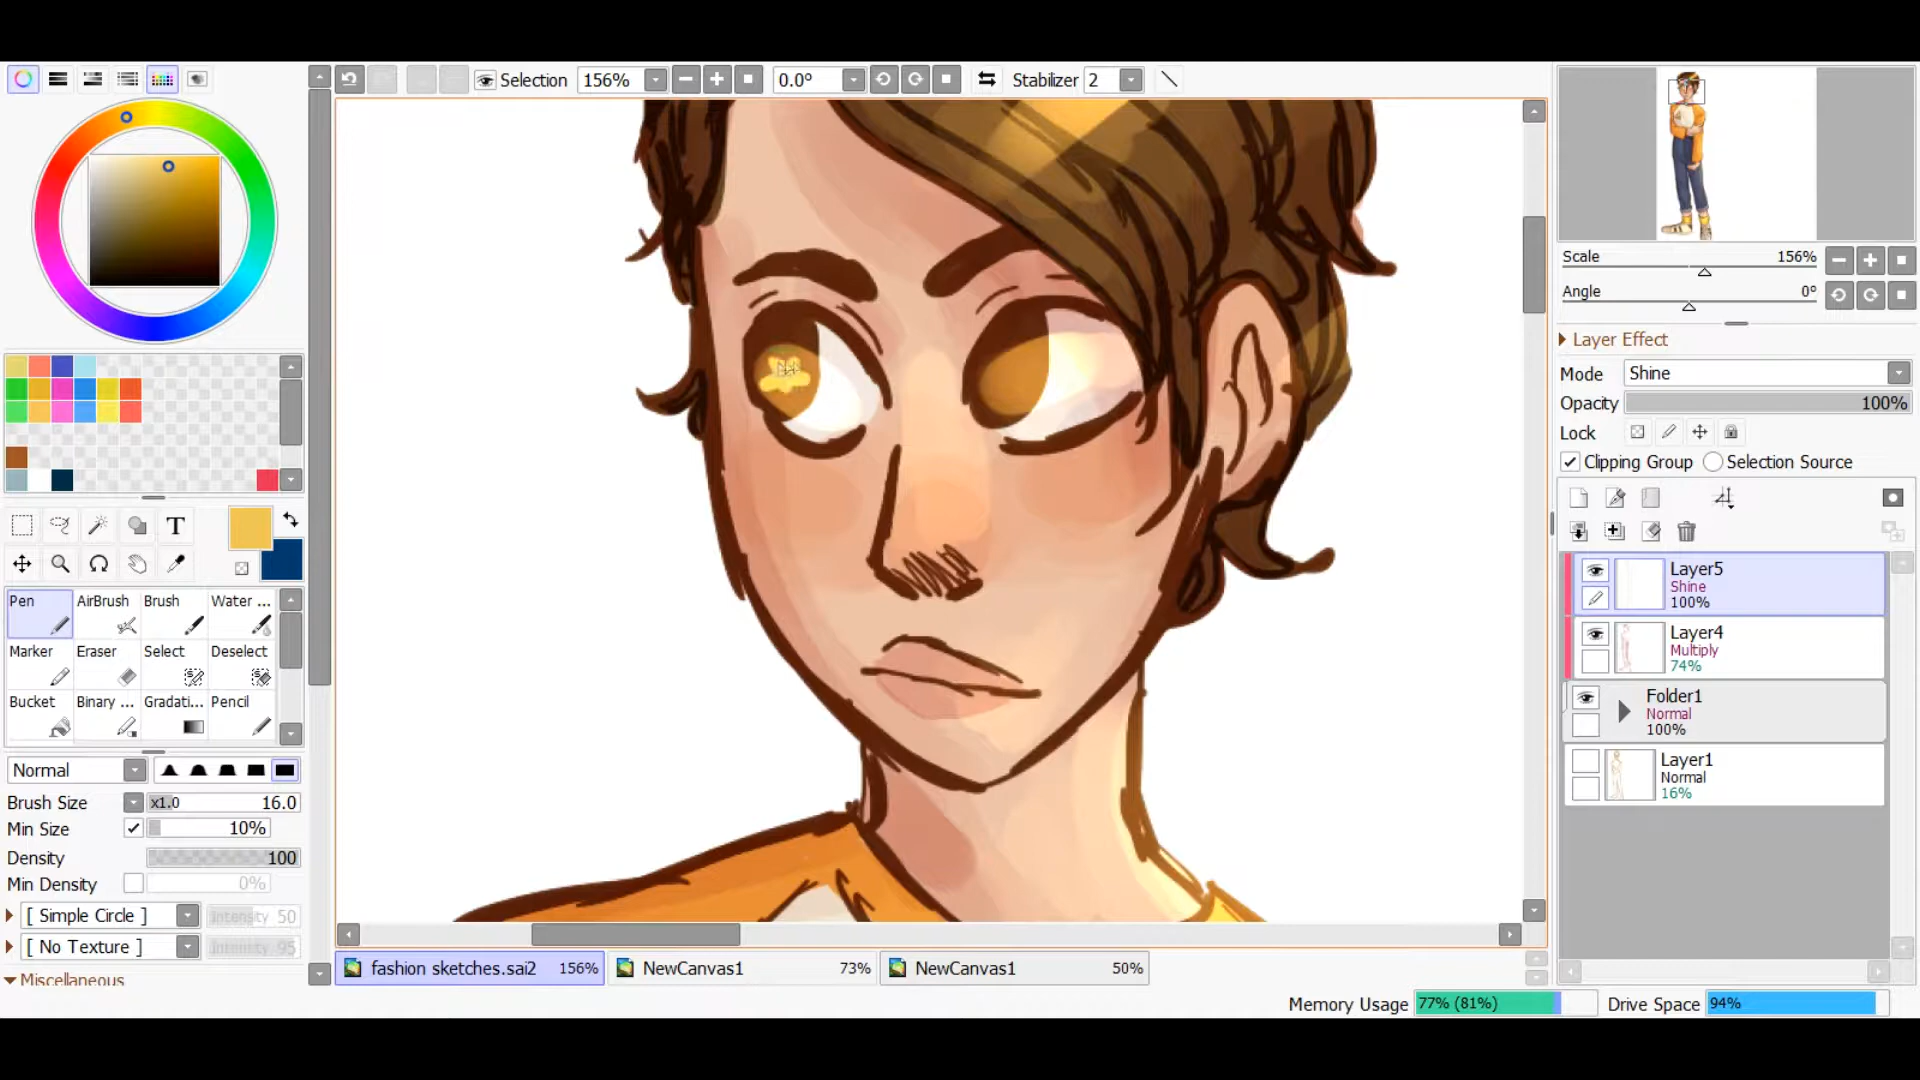 Selection 156% 0.0º Stabilizer 2
Scale 156%
Angle 0º
Layer Effect
Mode Shine
Opacity 100%
Lock
Clipping Group Selection Source
T
Pen AirBrush Brush Water ...
Marker Eraser Select Deselect
Bucket Binary ... Gradati... Pencil
Layer5
Shine
100%
Layer4
Multiply
74%
Folder1
Normal
100%
Layer1
Normal
16%
Normal
Brush Size x1.0 16.0
Min Size 10%
Density 100
Min Density 0%
[ Simple Circle ] Intensity 50
[ No Texture ] Intensity 95
Miscellaneous
fashion sketches.sai2 156% NewCanvas1 73% NewCanvas1 50%
Memory Usage 77% (81%) Drive Space 94%